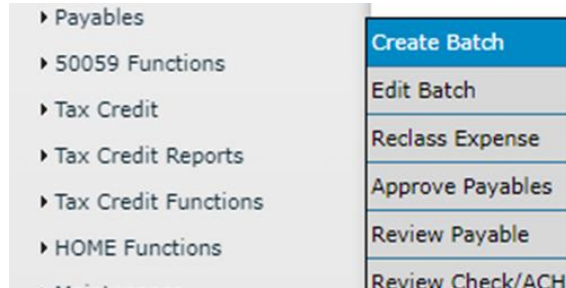 Payables
50059 Functions
Tax Credit
Tax Credit Reports
Tax Credit Functions
HOME Functions
Create Batch
Edit Batch
Reclass Expense
Approve Payables
Review Payable
Review Check/ACH